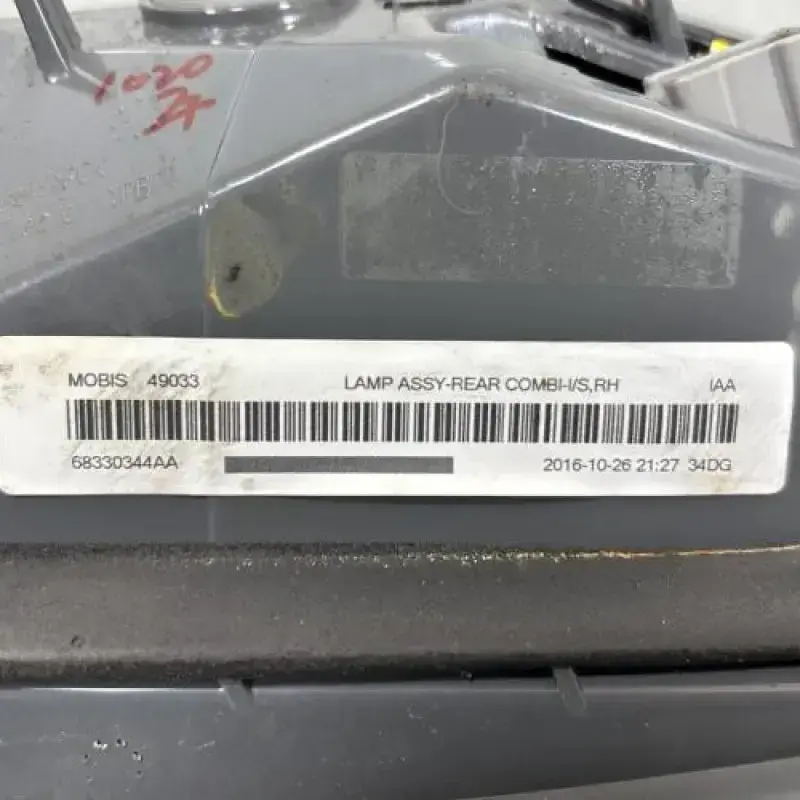 1020
MOBIS 49033 LAMP ASSY-REAR COMBI-I/S,RH IAA
68330344AA 2016-10-26 21:27 34DG